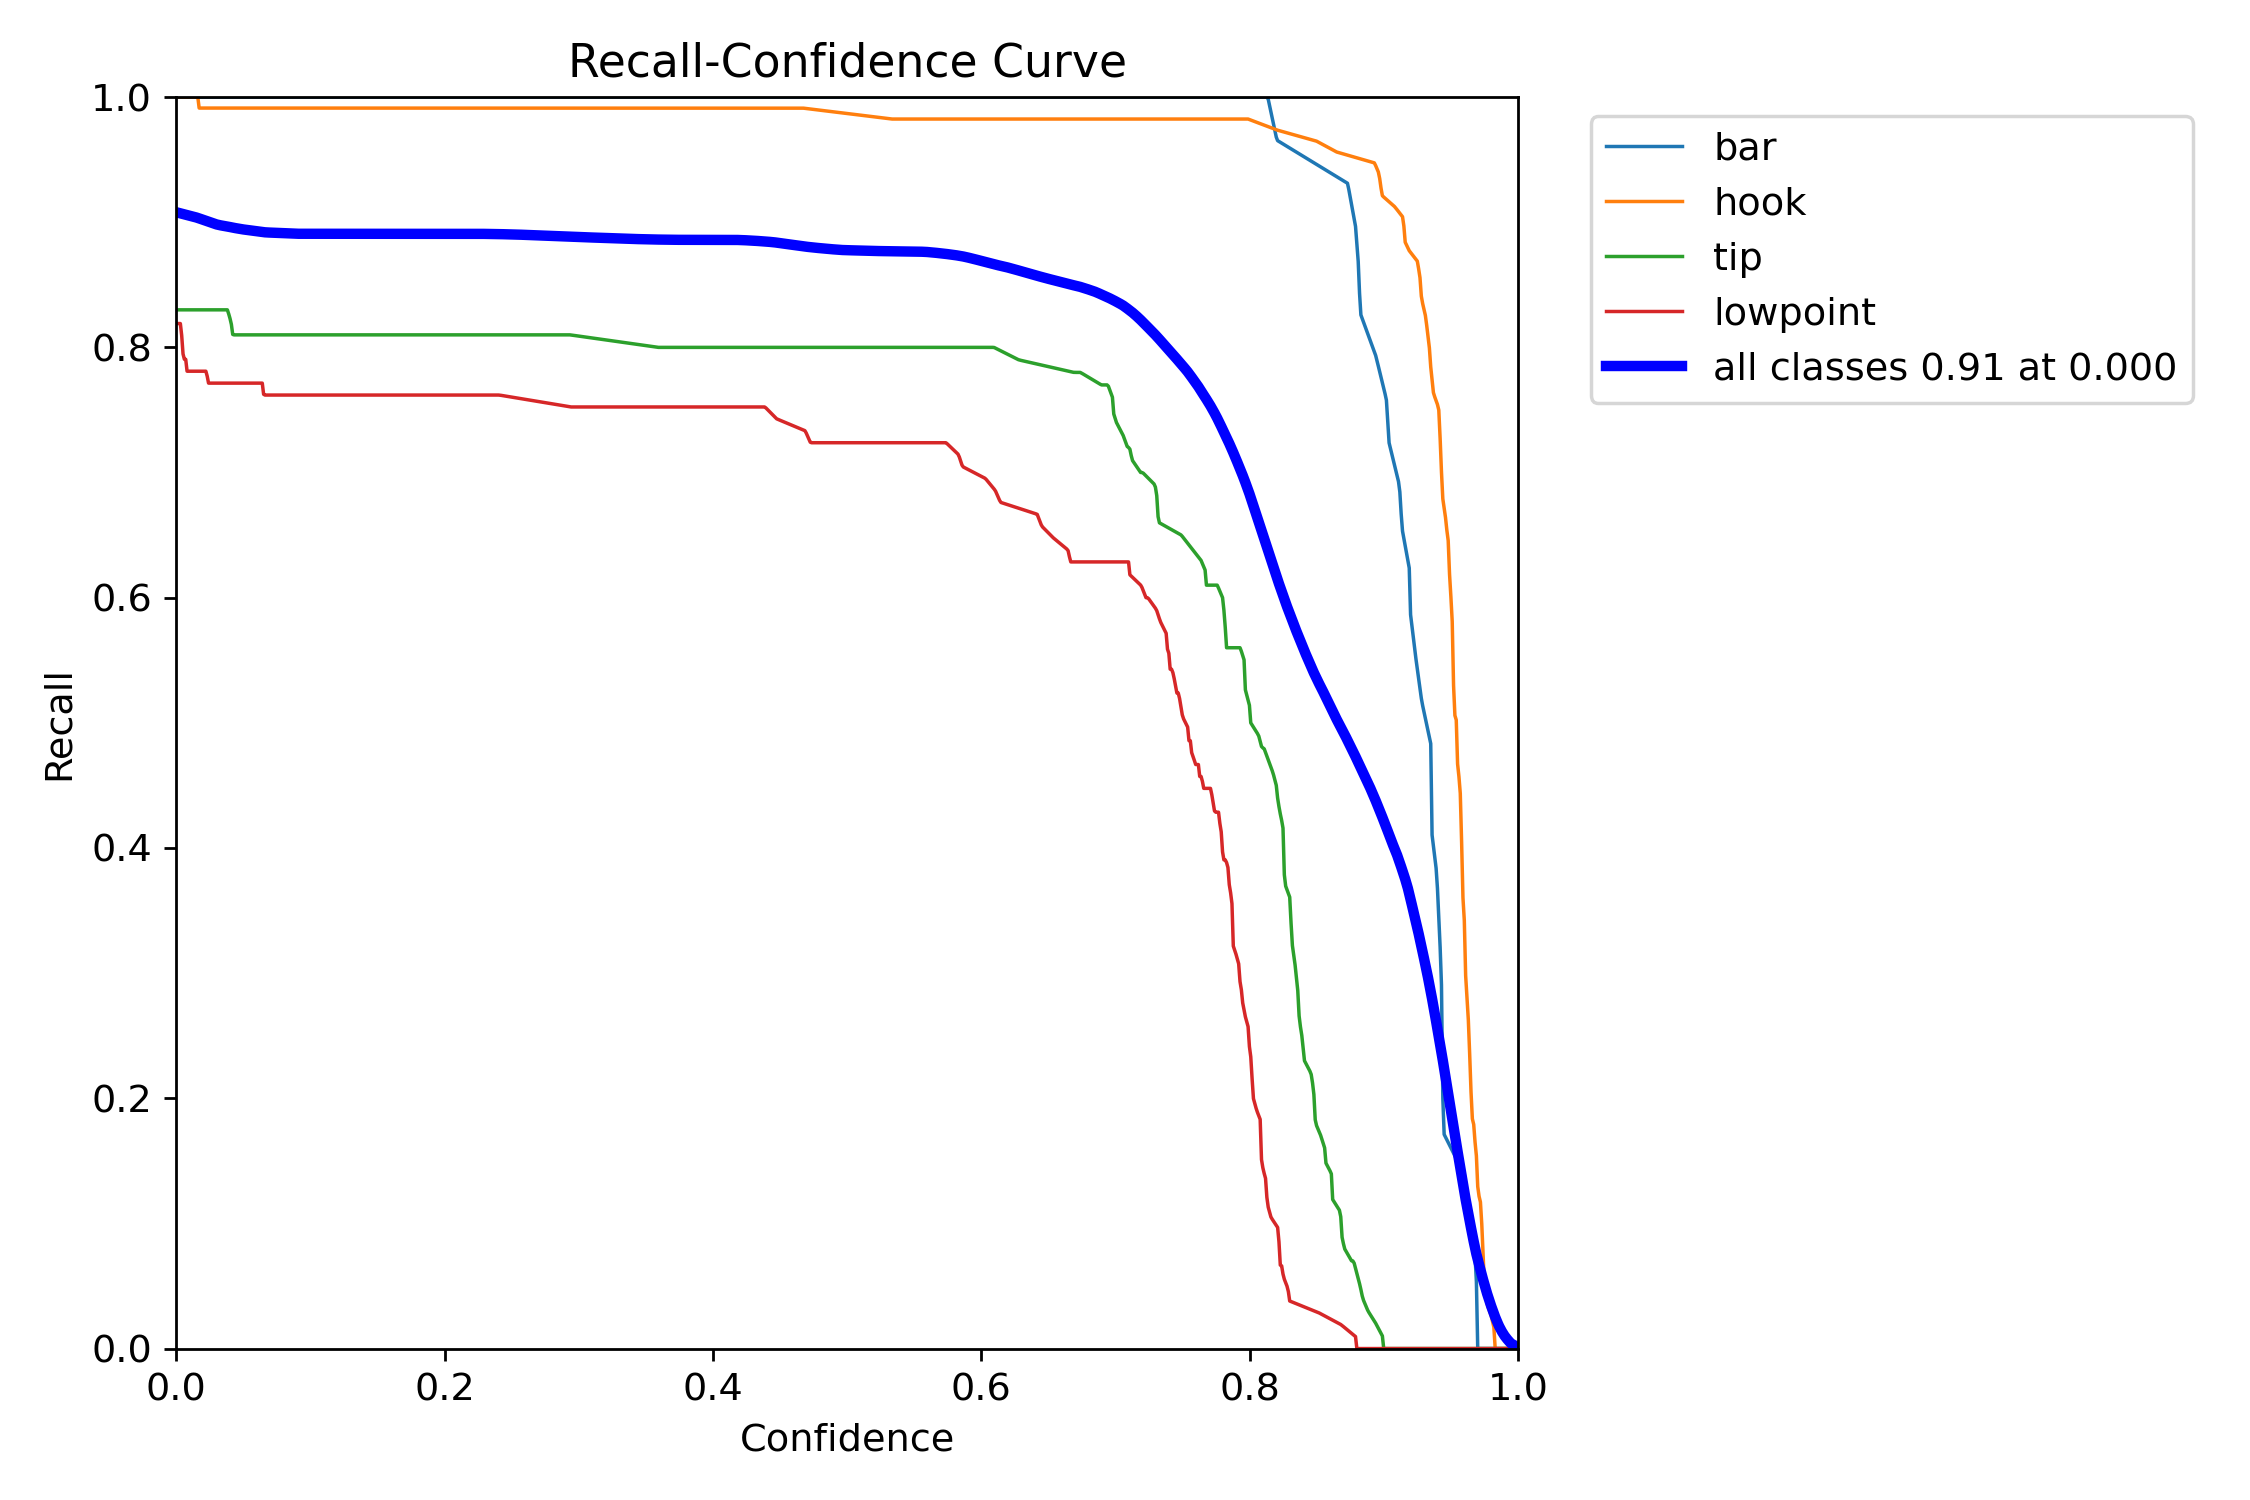 Recall-Confidence Curve
1.0
0.8
0.6
0.4
0.2
0.0
Recall
0.0 0.2 0.4 0.6 0.8 1.0
Confidence
bar
hook
tip
lowpoint
all classes 0.91 at 0.000